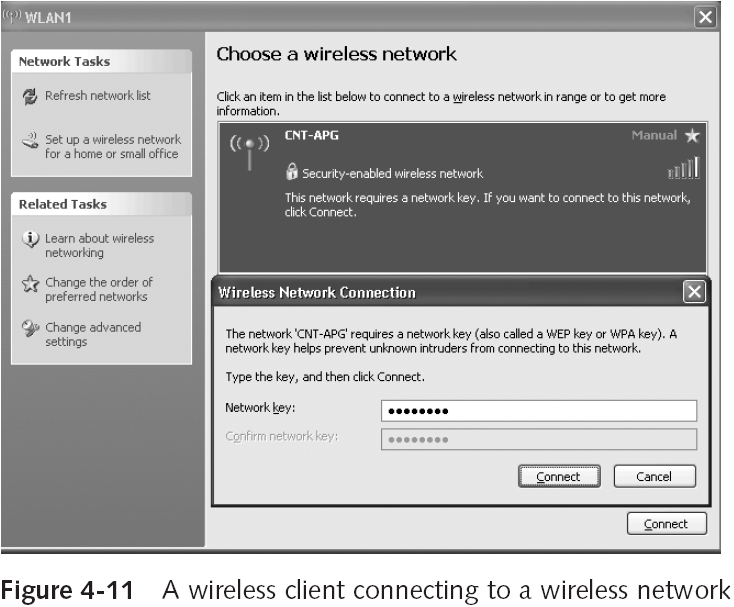 WLAN1
Network Tasks
Refresh network list
Set up a wireless network
for a home or small office
Related Tasks
Learn about wireless
networking
Change the order of
preferred networks
Change advanced
settings
Choose a wireless network
Click an item in the list below to connect to a wireless network in range or to get more
information.
CNT-APG
Manual
Security-enabled wireless network
This network requires a network key. If you want to connect to this network,
click Connect.
Wireless Network Connection
The network 'CNT-APG' requires a network key (also called a WEP key or WPA key). A
network key helps prevent unknown intruders from connecting to this network.
Type the key, and then click Connect.
Network key: ••••••••
Confirm network key: ••••••••
Connect Cancel
Connect
Figure 4-11 A wireless client connecting to a wireless network